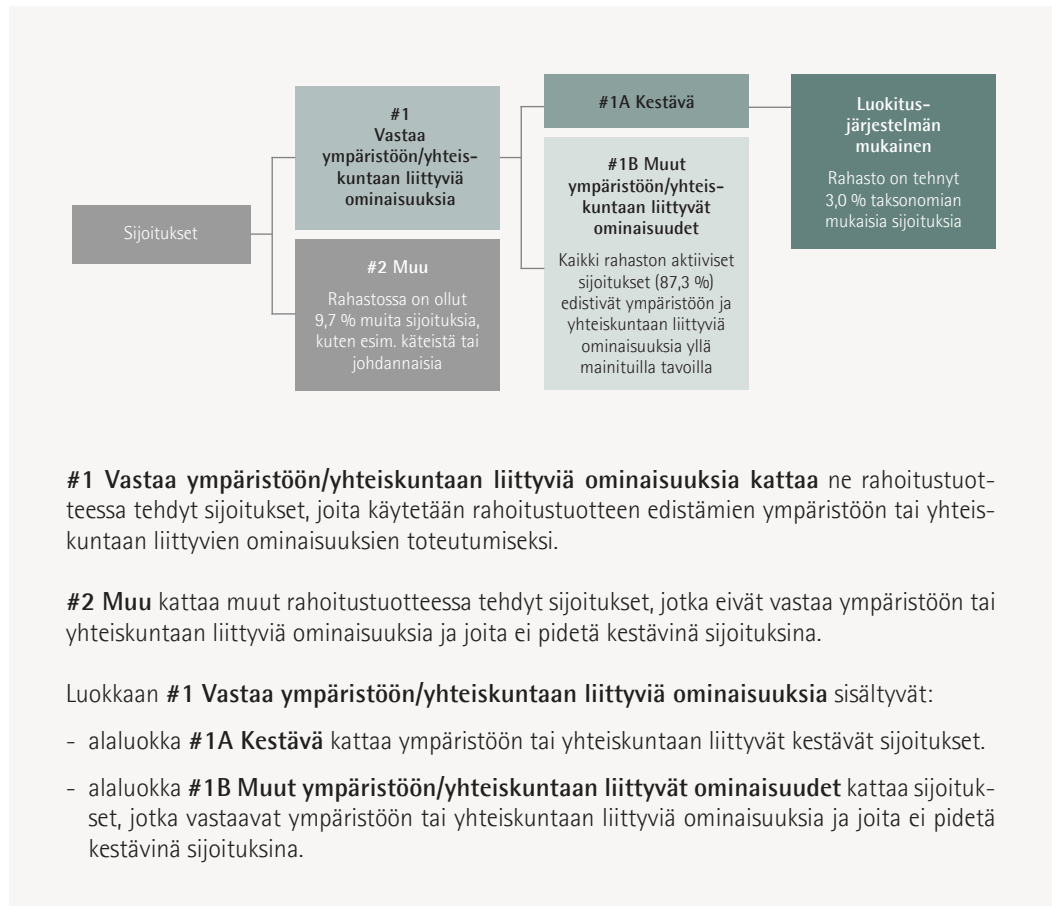 Sijoitukset
#1
Vastaa
ympäristöön/yhteis-
kuntaan liittyviä
ominaisuuksia
#2 Muu
Rahastossa on ollut
9,7 % muita sijoituksia,
kuten esim. käteistä tai
johdannaisia
#1A Kestävä
#1B Muut
ympäristöön/yhteis-
kuntaan liittyvät
ominaisuudet
Kaikki rahaston aktiiviset
sijoitukset (87,3 %)
edistivät ympäristöön ja
yhteiskuntaan liittyviä
ominaisuuksia yllä
mainituilla tavoilla
Luokitus-
järjestelmän
mukainen
Rahasto on tehnyt
3,0 % taksonomian
mukaisia sijoituksia
#1 Vastaa ympäristöön/yhteiskuntaan liittyviä ominaisuuksia kattaa ne rahoitustuot-
teessa tehdyt sijoitukset, joita käytetään rahoitustuotteen edistämien ympäristöön tai yhteis-
kuntaan liittyvien ominaisuuksien toteutumiseksi.
#2 Muu kattaa muut rahoitustuotteessa tehdyt sijoitukset, jotka eivät vastaa ympäristöön tai
yhteiskuntaan liittyviä ominaisuuksia ja joita ei pidetä kestävinä sijoituksina.
Luokkaan #1 Vastaa ympäristöön/yhteiskuntaan liittyviä ominaisuuksia sisältyvät:
- alaluokka #1A Kestävä kattaa ympäristöön tai yhteiskuntaan liittyvät kestävät sijoitukset.
- alaluokka #1B Muut ympäristöön/yhteiskuntaan liittyvät ominaisuudet kattaa sijoituk-
set, jotka vastaavat ympäristöön tai yhteiskuntaan liittyviä ominaisuuksia ja joita ei pidetä
kestävinä sijoituksina.